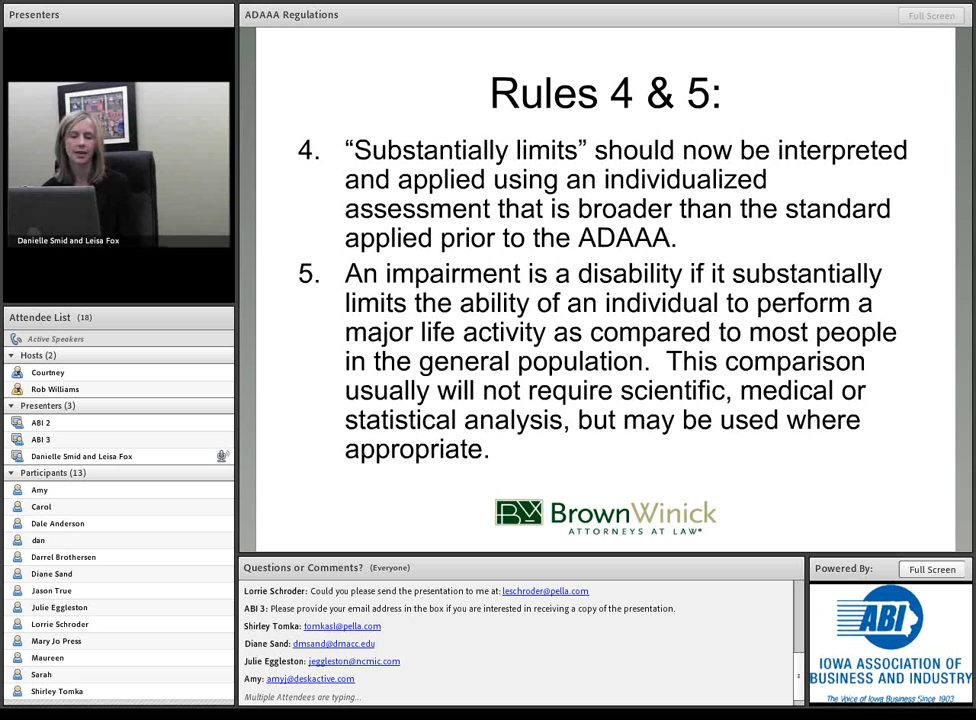 Presenters
Danielle Smid and Leisa Fox
Attendee List (18)
Active Speakers
Hosts (2)
Courtney
Rob Williams
Presenters (3)
ABI 2
ABI 3
Danielle Smid and Leisa Fox
Participants (13)
Amy
Carol
Dale Anderson
dan
Darrel Brothersen
Diane Sand
Jason True
Julie Eggleston
Lorrie Schroder
Mary Jo Press
Maureen
Sarah
Shirley Tomka
ADAAA Regulations
Full Screen
Rules 4 & 5:
4. “Substantially limits” should now be interpreted
and applied using an individualized
assessment that is broader than the standard
applied prior to the ADAAA.
5. An impairment is a disability if it substantially
limits the ability of an individual to perform a
major life activity as compared to most people
in the general population. This comparison
usually will not require scientific, medical or
statistical analysis, but may be used where
appropriate.
BrownWinick
ATTORNEYS AT LAW®
Questions or Comments? (Everyone)
Lorrie Schroder: Could you please send the presentation to me at: leschroder@pella.com
ABI 3: Please provide your email address in the box if you are interested in receiving a copy of the presentation.
Shirley Tomka: tomkasl@pella.com
Diane Sand: dmsand@dmacc.edu
Julie Eggleston: jeggleston@ncmic.com
Amy: amyj@deskactive.com
Multiple Attendees are typing...
Powered By:
Full Screen
ABI
IOWA ASSOCIATION OF
BUSINESS AND INDUSTRY
The Voice of Iowa Business Since 1903